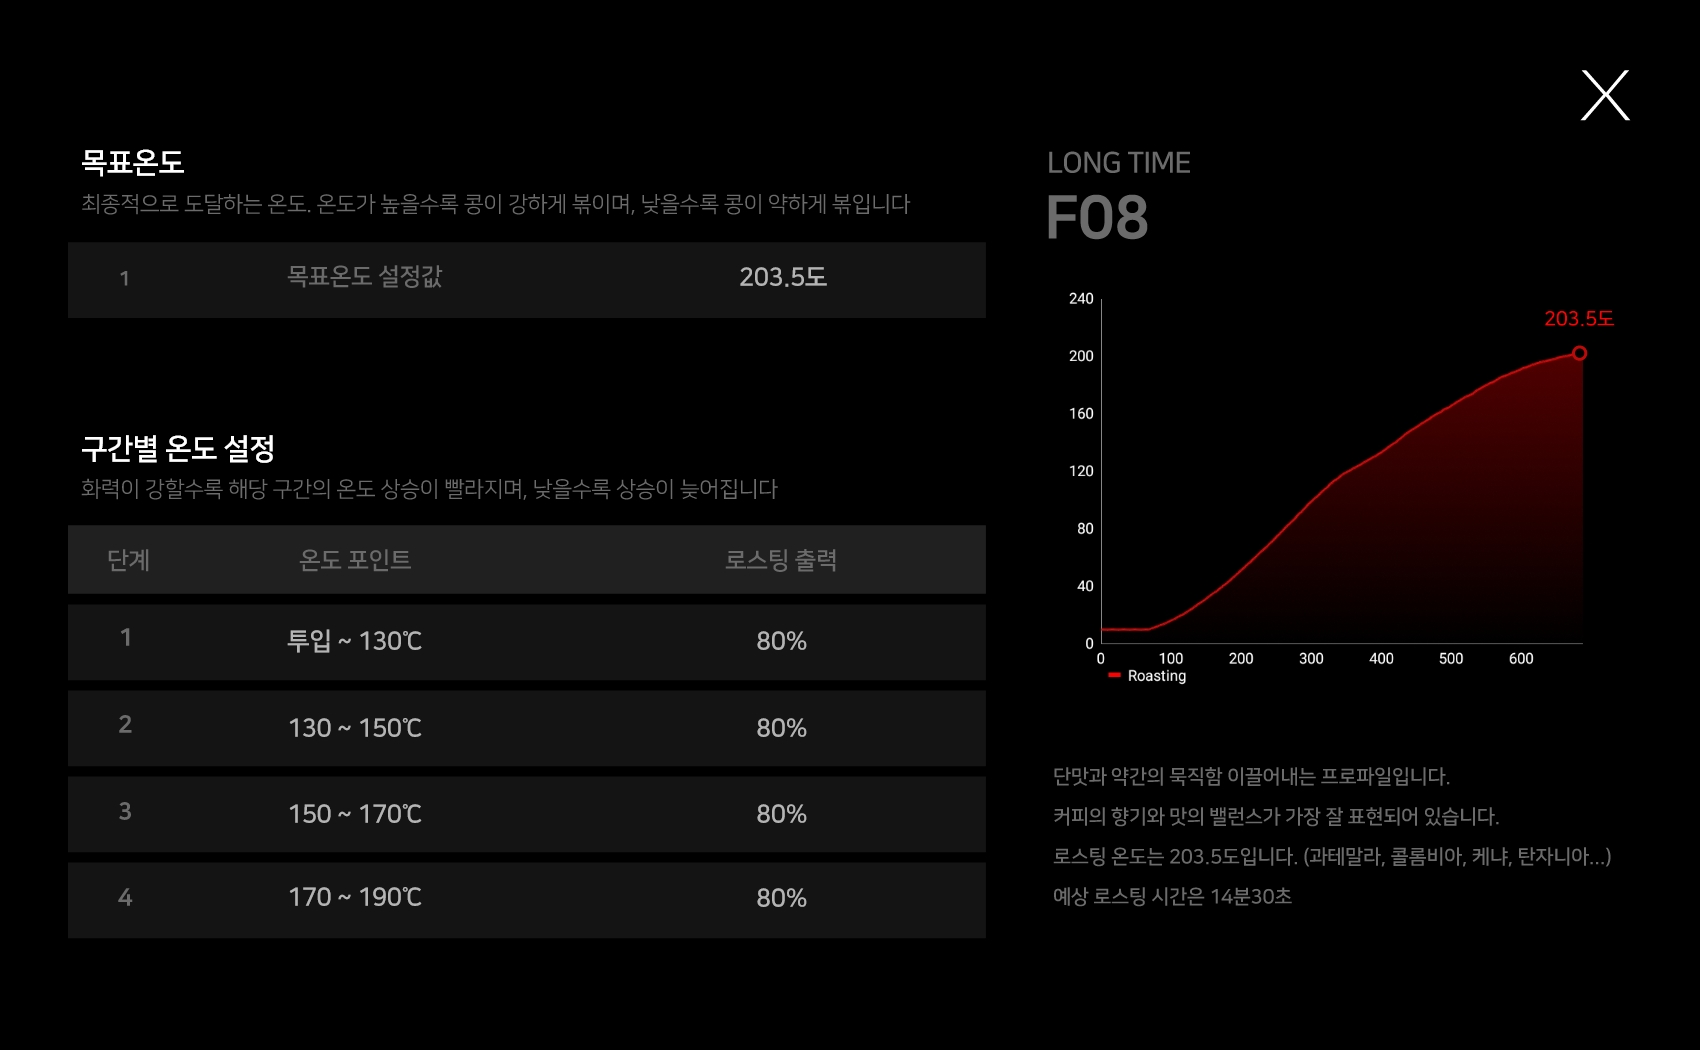 목표온도
최종적으로 도달하는 온도. 온도가 높을수록 콩이 강하게 볶이며, 낮을수록 콩이 약하게 볶입니다
1 목표온도 설정값 203.5도
구간별 온도 설정
화력이 강할수록 해당 구간의 온도 상승이 빨라지며, 낮을수록 상승이 늦어집니다
단계 온도 포인트 로스팅 출력
1 투입 ~ 130℃ 80%
2 130 ~ 150℃ 80%
3 150 ~ 170℃ 80%
4 170 ~ 190℃ 80%
LONG TIME
F08
203.5도
240
200
160
120
80
40
0
0 100 200 300 400 500 600
Roasting
단맛과 약간의 묵직함 이끌어내는 프로파일입니다.
커피의 향기와 맛의 밸런스가 가장 잘 표현되어 있습니다.
로스팅 온도는 203.5도입니다. (과테말라, 콜롬비아, 케냐, 탄자니아...)
예상 로스팅 시간은 14분30초